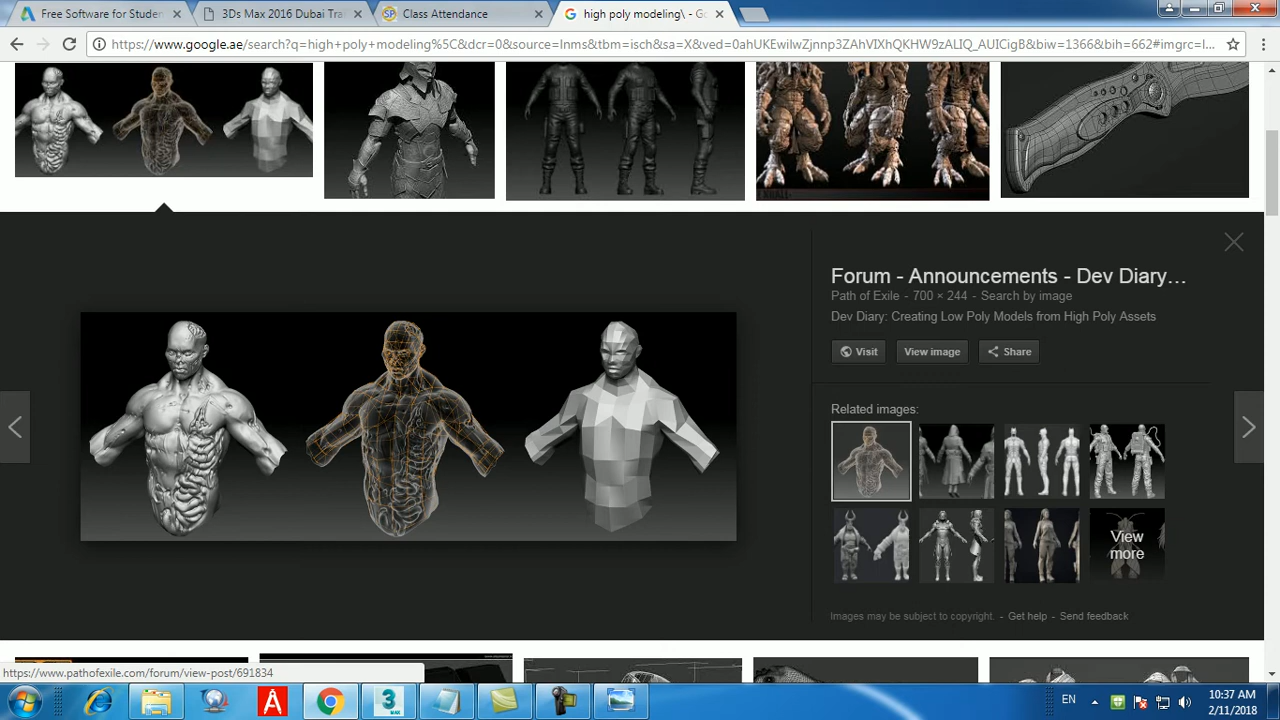 Free Software for Studen
3Ds Max 2016 Dubai Trai
Class Attendance
high poly modeling\ - Go
https://www.google.ae/search?q=high+poly+modeling%5C&dcr=0&source=lnms&tbm=isch&sa=X&ved=0ahUKEwilwZjnnp3ZAhVIXhQKHW9zALIQ_AUICigB&biw=1366&bih=662#imgrc=I...
Forum - Announcements - Dev Diary...
Path of Exile - 700 × 244 - Search by image
Dev Diary: Creating Low Poly Models from High Poly Assets
Visit
View image
Share
Related images:
View more
Images may be subject to copyright. - Get help - Send feedback
https://www.pathofexile.com/forum/view-post/691834
EN
10:37 AM
2/11/2018